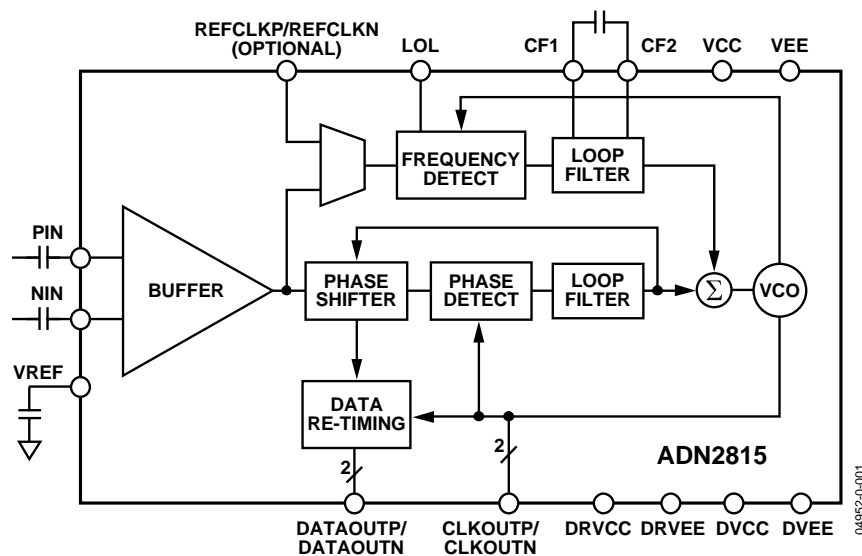 REFCLKP/REFCLKN
(OPTIONAL)
LOL
CF1
CF2
VCC
VEE
FREQUENCY
DETECT
LOOP
FILTER
PIN
NIN
VREF
BUFFER
PHASE
SHIFTER
PHASE
DETECT
LOOP
FILTER
Σ
VCO
DATA
RE-TIMING
2
2
ADN2815
DATAOUTP/
DATAOUTN
CLKOUTP/
CLKOUTN
DRVCC
DRVEE
DVCC
DVEE
04952-0-001